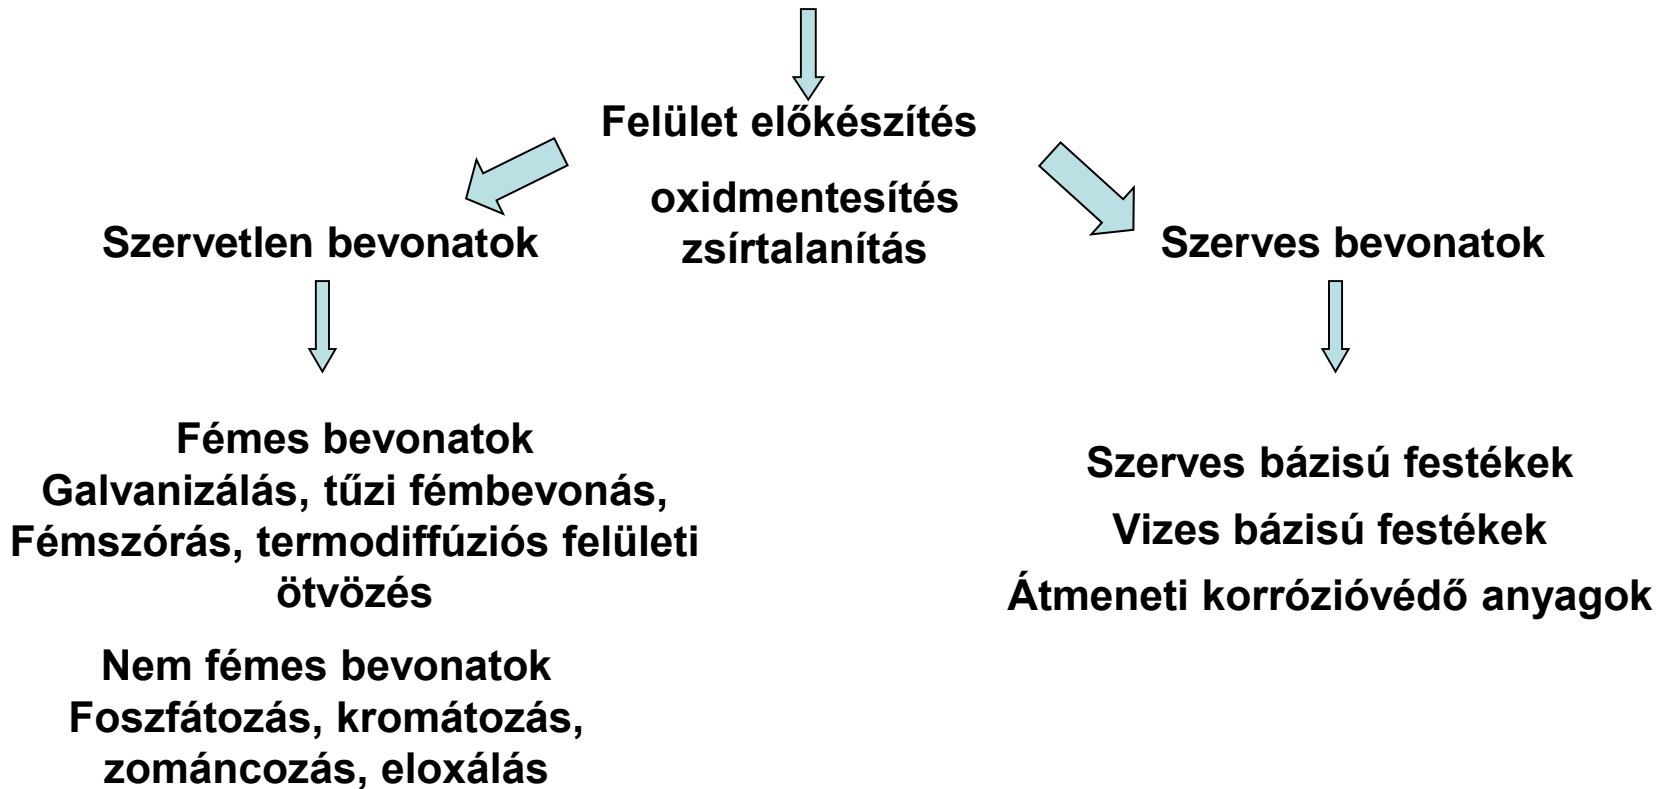 Felület előkészítés
oxidmentesítés
zsírtalanítás
Szervetlen bevonatok
Fémes bevonatok
Galvanizálás, tűzi fémbevonás,
Fémszórás, termodiffúziós felületi
ötvözés
Nem fémes bevonatok
Foszfátozás, kromátozás,
zománcozás, eloxálás
Szerves bevonatok
Szerves bázisú festékek
Vizes bázisú festékek
Átmeneti korrózióvédő anyagok